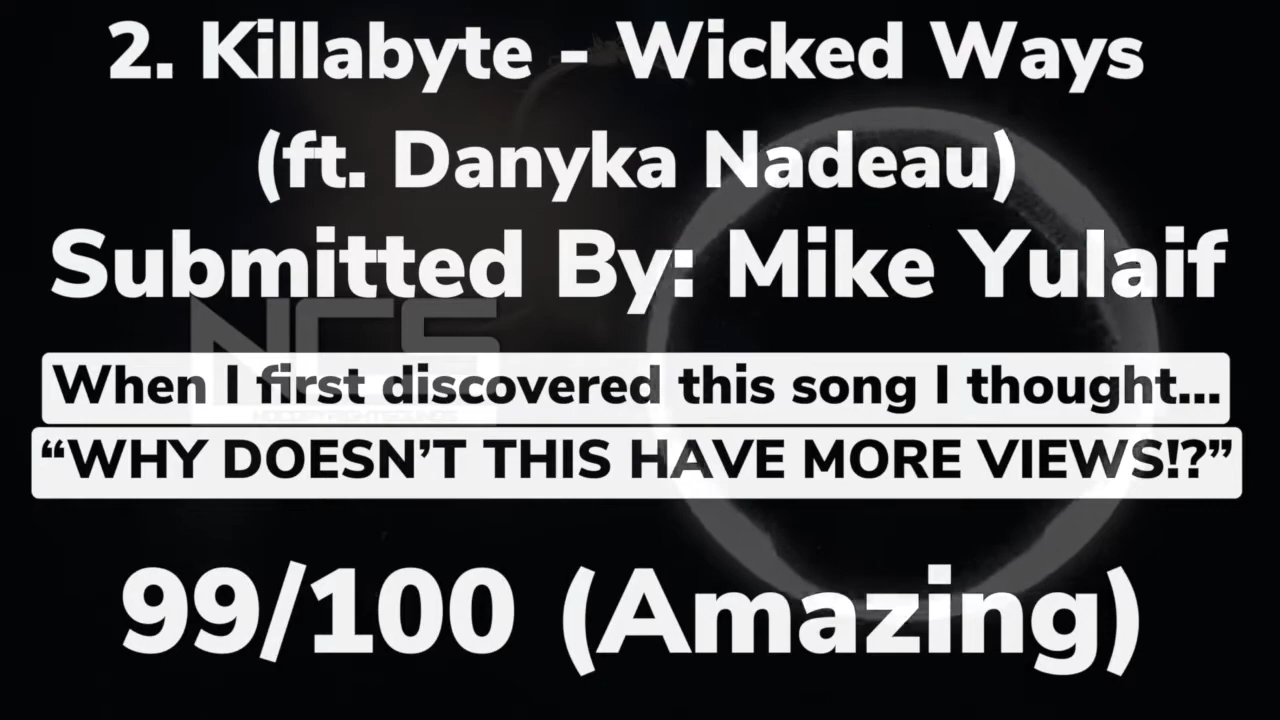 2. Killabyte - Wicked Ways
(ft. Danyka Nadeau)
Submitted By: Mike Yulaif
NCS
When I first discovered this song I thought...
“WHY DOESN’T THIS HAVE MORE VIEWS!?”
99/100 (Amazing)